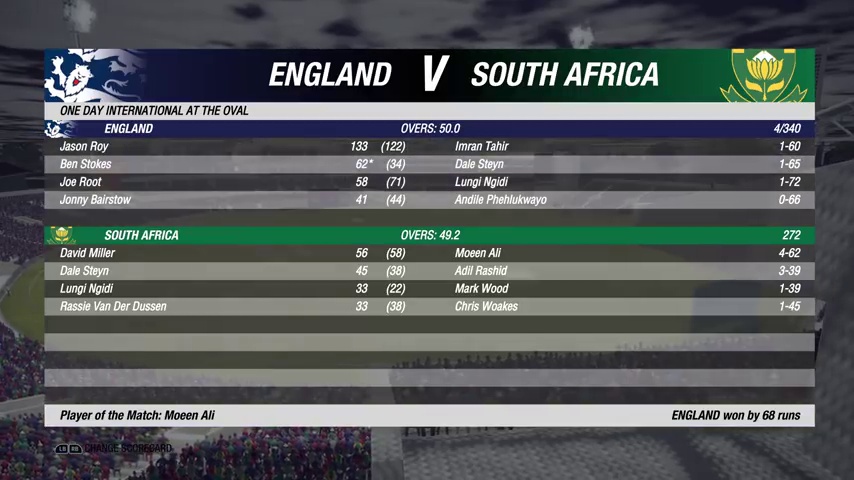 ENGLAND V SOUTH AFRICA
ONE DAY INTERNATIONAL AT THE OVAL
ENGLAND OVERS: 50.0 4/340
Jason Roy 133 (122) Imran Tahir 1-60
Ben Stokes 62* (34) Dale Steyn 1-65
Joe Root 58 (71) Lungi Ngidi 1-72
Jonny Bairstow 41 (44) Andile Phehlukwayo 0-66
SOUTH AFRICA OVERS: 49.2 272
David Miller 56 (58) Moeen Ali 4-62
Dale Steyn 45 (38) Adil Rashid 3-39
Lungi Ngidi 33 (22) Mark Wood 1-39
Rassie Van Der Dussen 33 (38) Chris Woakes 1-45
Player of the Match: Moeen Ali ENGLAND won by 68 runs
CHANGE SCORECARD